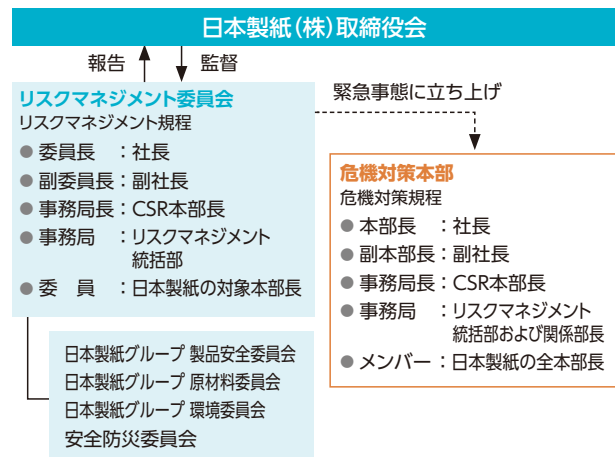 日本製紙(株)取締役会
報告
監督
リスクマネジメント委員会
リスクマネジメント規程
● 委員長 :社長
● 副委員長:副社長
● 事務局長:CSR本部長
● 事務局 :リスクマネジメント
統括部
● 委 員 :日本製紙の対象本部長
日本製紙グループ 製品安全委員会
日本製紙グループ 原材料委員会
日本製紙グループ 環境委員会
安全防災委員会
緊急事態に立ち上げ
危機対策本部
危機対策規程
● 本部長 :社長
● 副本部長:副社長
● 事務局長:CSR本部長
● 事務局 :リスクマネジメント
統括部および関係部長
● メンバー:日本製紙の全本部長